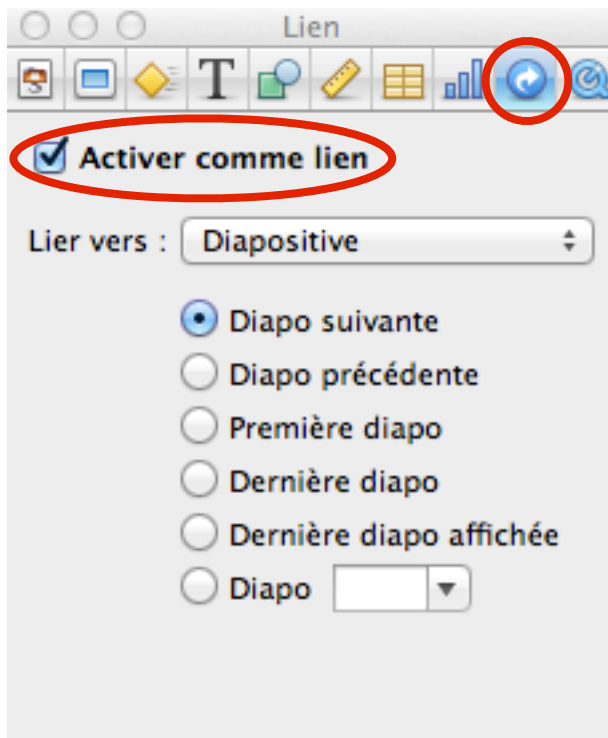 Lien
T
Activer comme lien
Lier vers : Diapositive
Diapo suivante
Diapo précédente
Première diapo
Dernière diapo
Dernière diapo affichée
Diapo